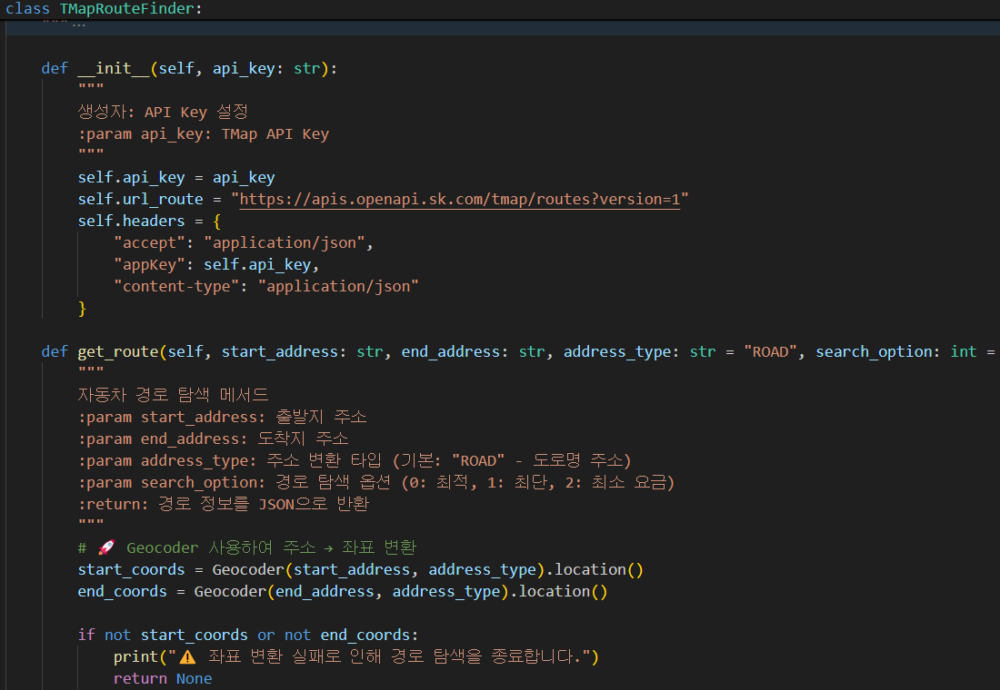 class TMapRouteFinder:
"""...
def __init__(self, api_key: str):
"""
생성자: API Key 설정
:param api_key: TMap API Key
"""
self.api_key = api_key
self.url_route = "https://apis.openapi.sk.com/tmap/routes?version=1"
self.headers = {
"accept": "application/json",
"appKey": self.api_key,
"content-type": "application/json"
}
def get_route(self, start_address: str, end_address: str, address_type: str = "ROAD", search_option: int =
"""
자동차 경로 탐색 메서드
:param start_address: 출발지 주소
:param end_address: 도착지 주소
:param address_type: 주소 변환 타입 (기본: "ROAD" - 도로명 주소)
:param search_option: 경로 탐색 옵션 (0: 최적, 1: 최단, 2: 최소 요금)
:return: 경로 정보를 JSON으로 반환
"""
# 🚀 Geocoder 사용하여 주소 → 좌표 변환
start_coords = Geocoder(start_address, address_type).location()
end_coords = Geocoder(end_address, address_type).location()
if not start_coords or not end_coords:
print("⚠️ 좌표 변환 실패로 인해 경로 탐색을 종료합니다.")
return None